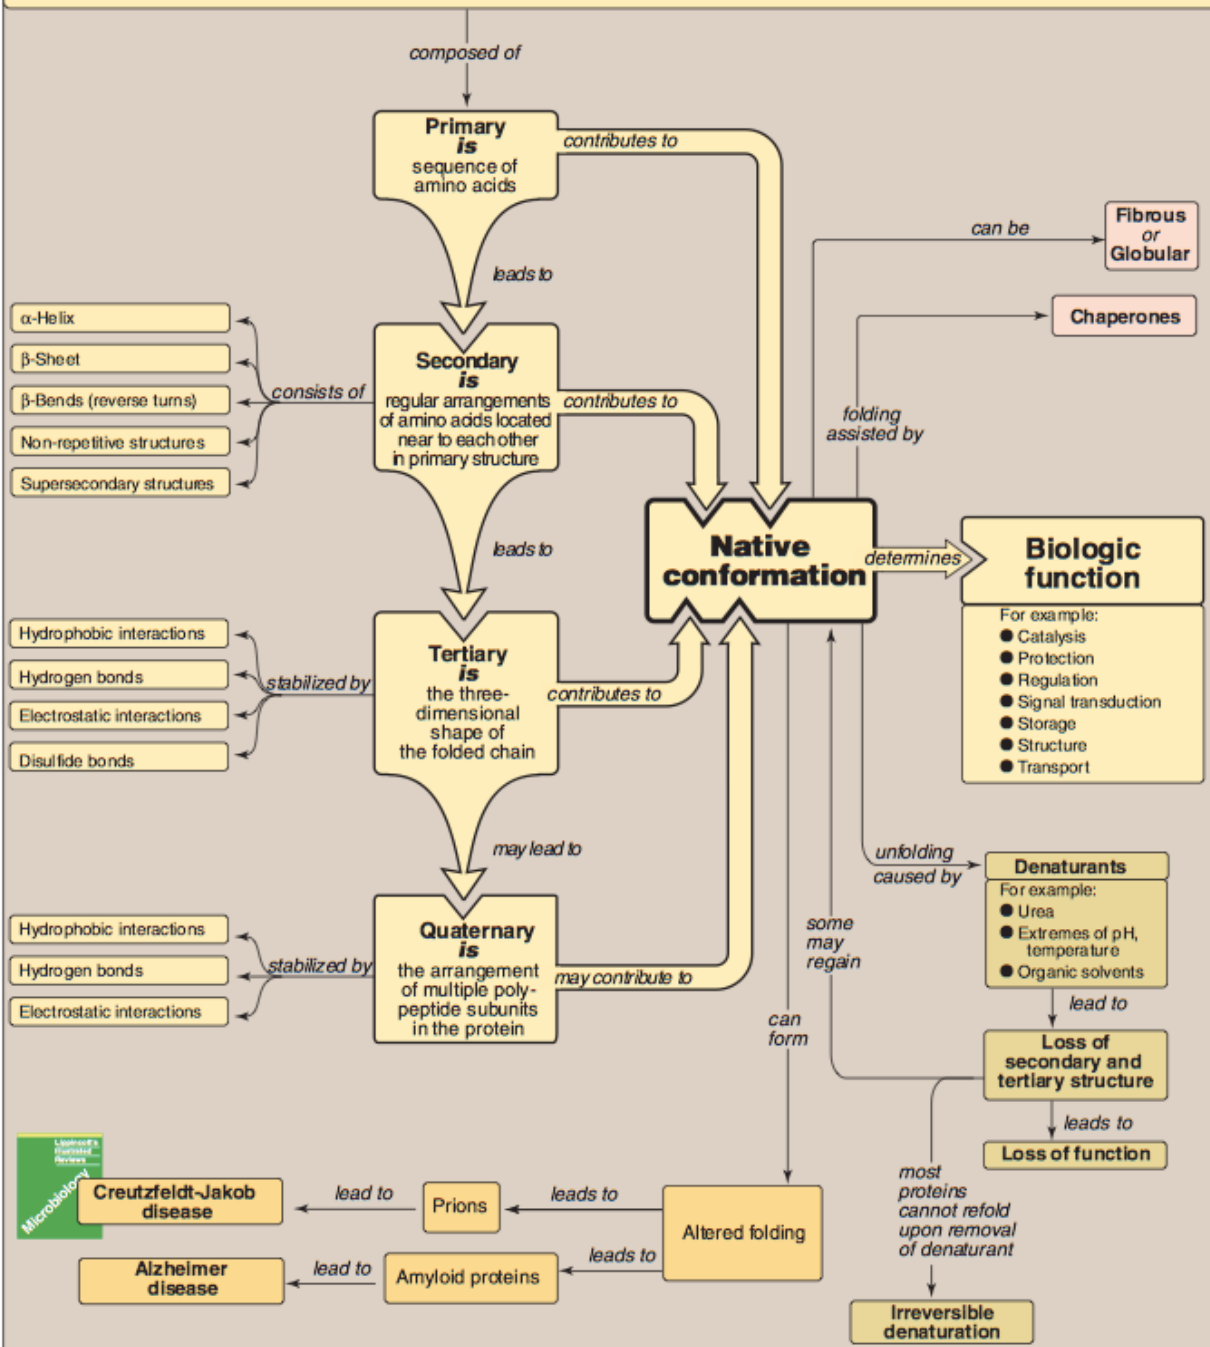 composed of
Primary
is
sequence of
amino acids
contributes to
leads to
can be
Fibrous
or
Globular
Chaperones
folding
assisted by
α-Helix
β-Sheet
β-Bends (reverse turns)
Non-repetitive structures
Supersecondary structures
consists of
Secondary
is
regular arrangements
of amino acids located
near to each other
in primary structure
contributes to
leads to
Native
conformation
determines
Biologic
function
For example:
● Catalysis
● Protection
● Regulation
● Signal transduction
● Storage
● Structure
● Transport
Hydrophobic interactions
Hydrogen bonds
Electrostatic interactions
Disulfide bonds
stabilized by
Tertiary
is
the three-
dimensional
shape of
the folded chain
contributes to
may lead to
unfolding
caused by
Denaturants
For example:
● Urea
● Extremes of pH,
temperature
● Organic solvents
lead to
Loss of
secondary and
tertiary structure
leads to
Loss of function
some
may
regain
Hydrophobic interactions
Hydrogen bonds
Electrostatic interactions
stabilized by
Quaternary
is
the arrangement
of multiple poly-
peptide subunits
in the protein
may contribute to
can
form
most
proteins
cannot refold
upon removal
of denaturant
Irreversible
denaturation
Lippincott's
Illustrated
Reviews
Microbiology
Creutzfeldt-Jakob
disease
lead to
Prions
leads to
Altered folding
Alzheimer
disease
lead to
Amyloid proteins
leads to